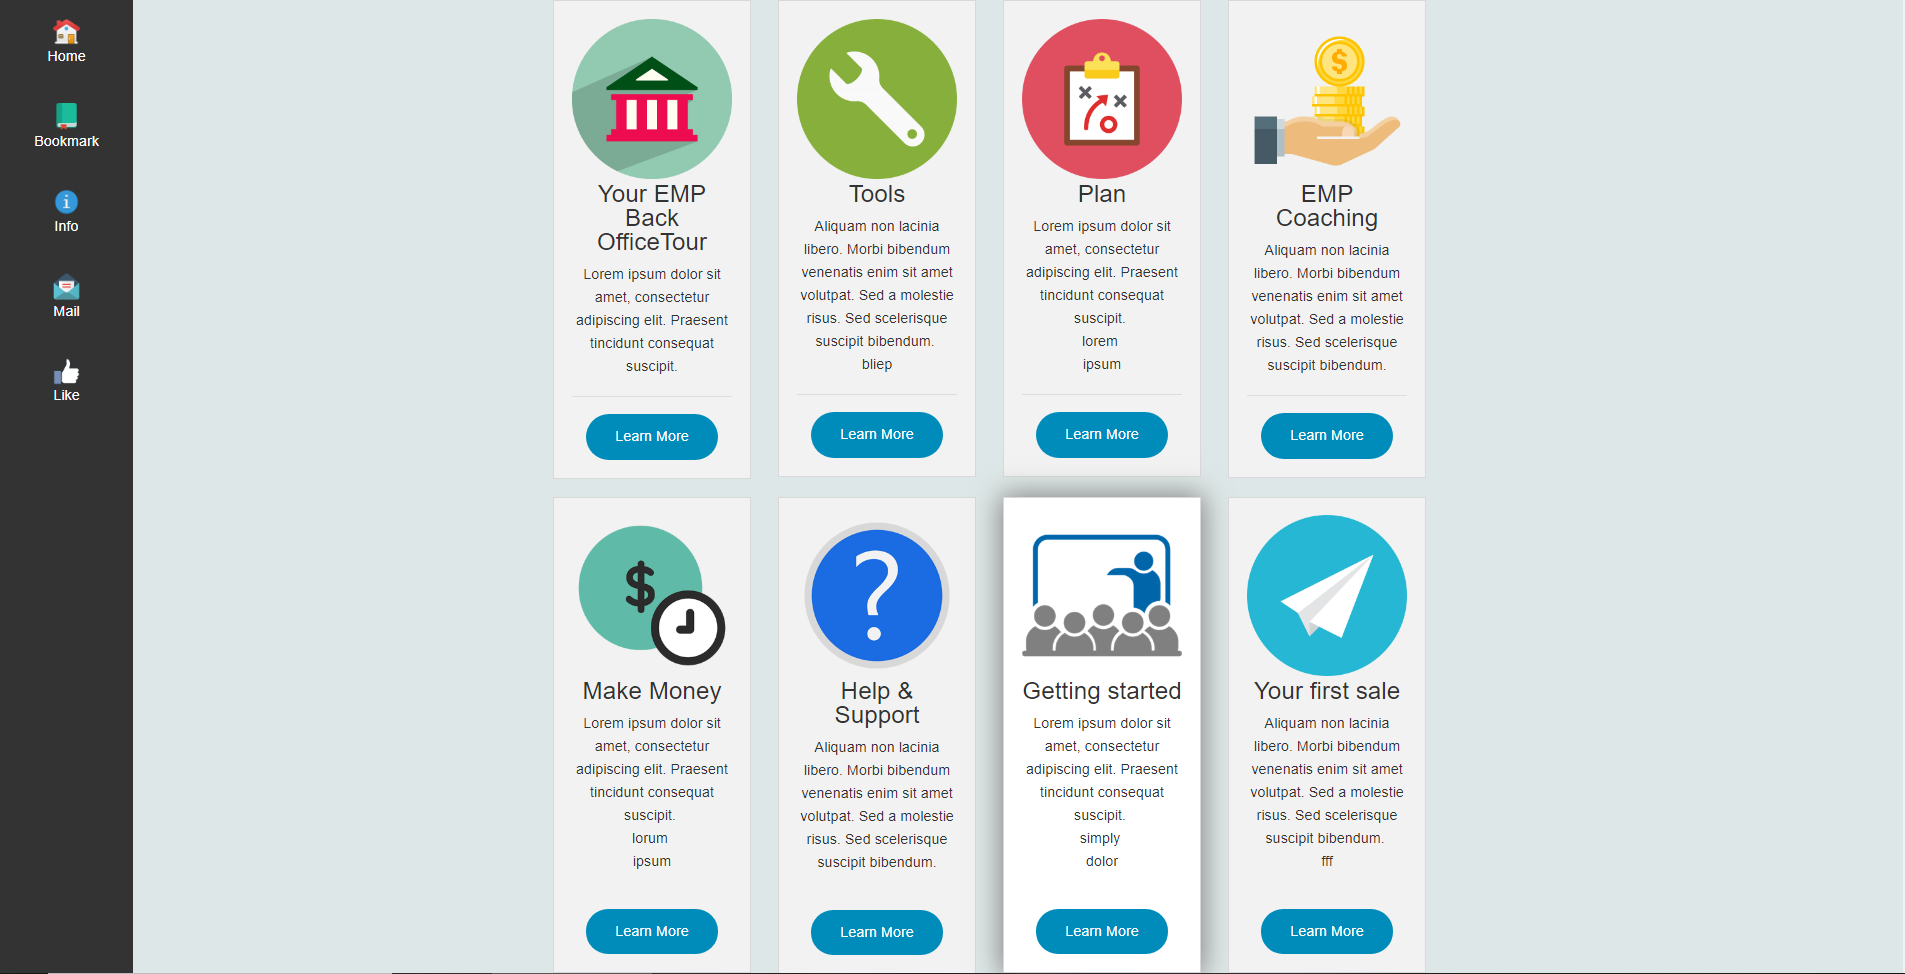 Home
Bookmark
Info
Mail
Like
Your EMP
Back
OfficeTour
Lorem ipsum dolor sit
amet, consectetur
adipiscing elit. Praesent
tincidunt consequat
suscipit.
Learn More
Tools
Aliquam non lacinia
libero. Morbi bibendum
venenatis enim sit amet
volutpat. Sed a molestie
risus. Sed scelerisque
suscipit bibendum.
bliep
Learn More
Plan
Lorem ipsum dolor sit
amet, consectetur
adipiscing elit. Praesent
tincidunt consequat
suscipit.
lorem
ipsum
Learn More
$
EMP
Coaching
Aliquam non lacinia
libero. Morbi bibendum
venenatis enim sit amet
volutpat. Sed a molestie
risus. Sed scelerisque
suscipit bibendum.
Learn More
$
Make Money
Lorem ipsum dolor sit
amet, consectetur
adipiscing elit. Praesent
tincidunt consequat
suscipit.
lorum
ipsum
Learn More
?
Help &
Support
Aliquam non lacinia
libero. Morbi bibendum
venenatis enim sit amet
volutpat. Sed a molestie
risus. Sed scelerisque
suscipit bibendum.
Learn More
Getting started
Lorem ipsum dolor sit
amet, consectetur
adipiscing elit. Praesent
tincidunt consequat
suscipit.
simply
dolor
Learn More
Your first sale
Aliquam non lacinia
libero. Morbi bibendum
venenatis enim sit amet
volutpat. Sed a molestie
risus. Sed scelerisque
suscipit bibendum.
fff
Learn More